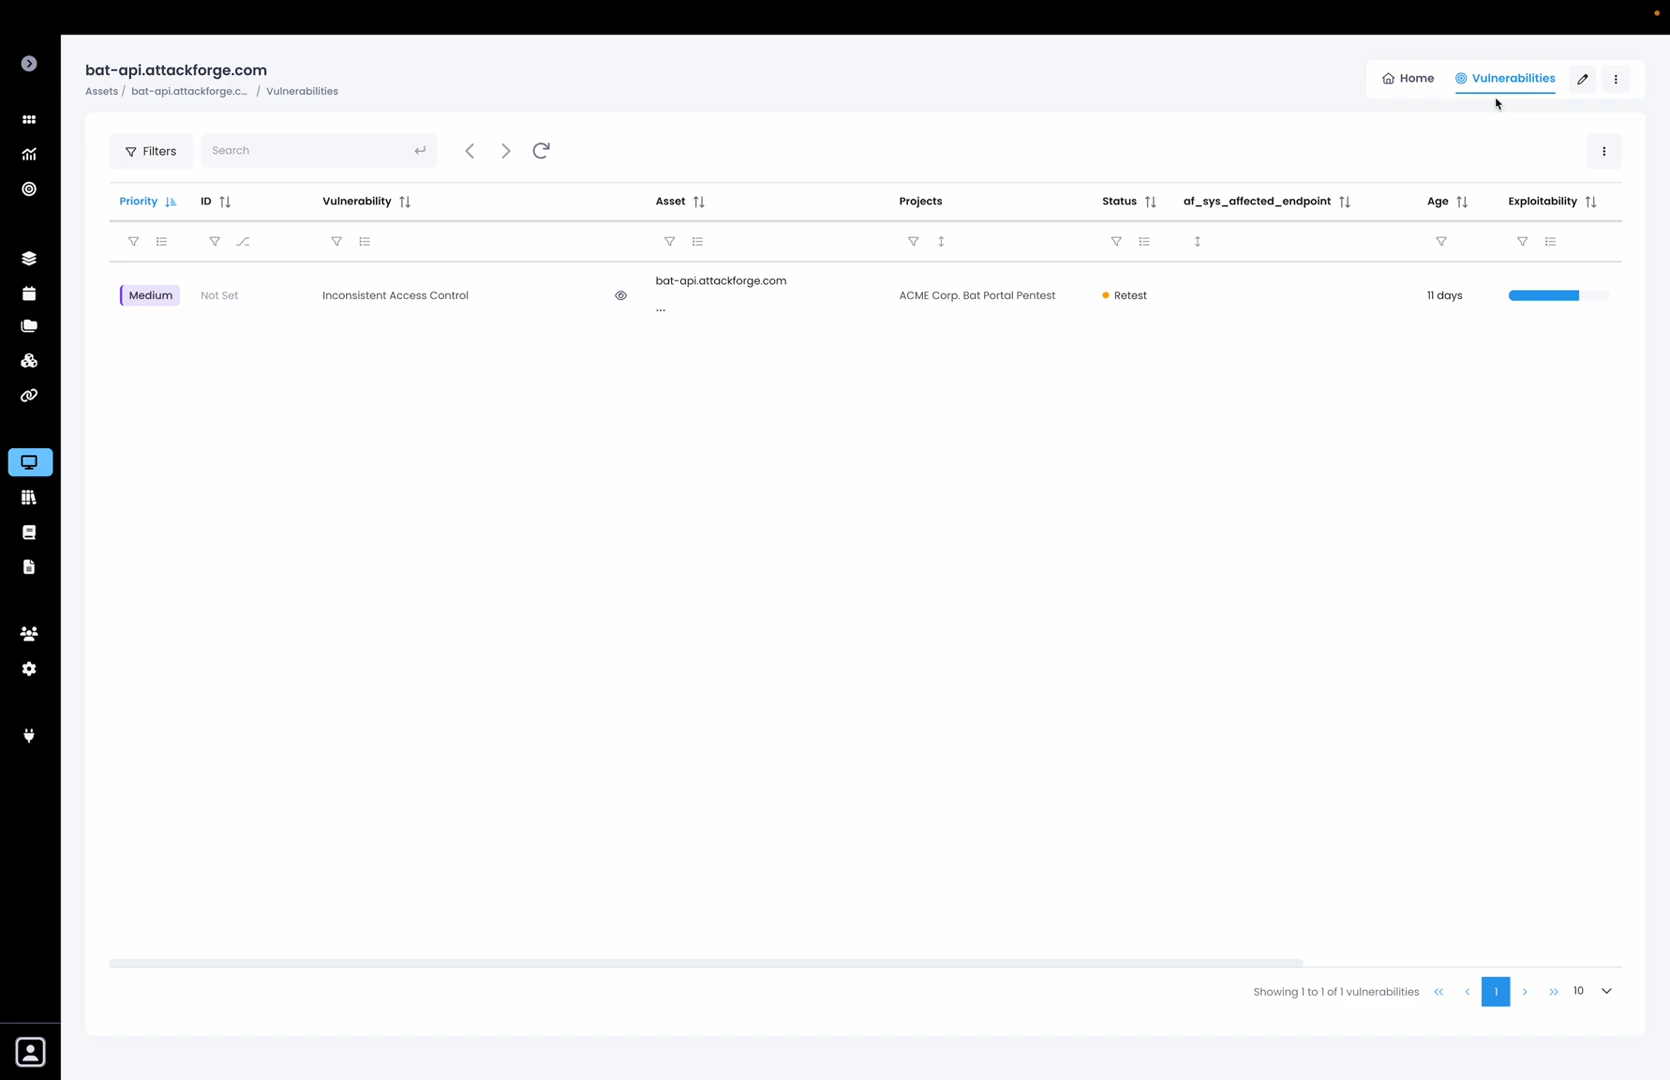 bat-api.attackforge.com
Assets / bat-api.attackforge.c... / Vulnerabilities
Home Vulnerabilities
Filters Search
Priority ID Vulnerability Asset Projects Status af_sys_affected_endpoint Age Exploitability
Medium Not Set Inconsistent Access Control bat-api.attackforge.com ACME Corp. Bat Portal Pentest Retest 11 days
...
Showing 1 to 1 of 1 vulnerabilities « ‹ 1 › » 10